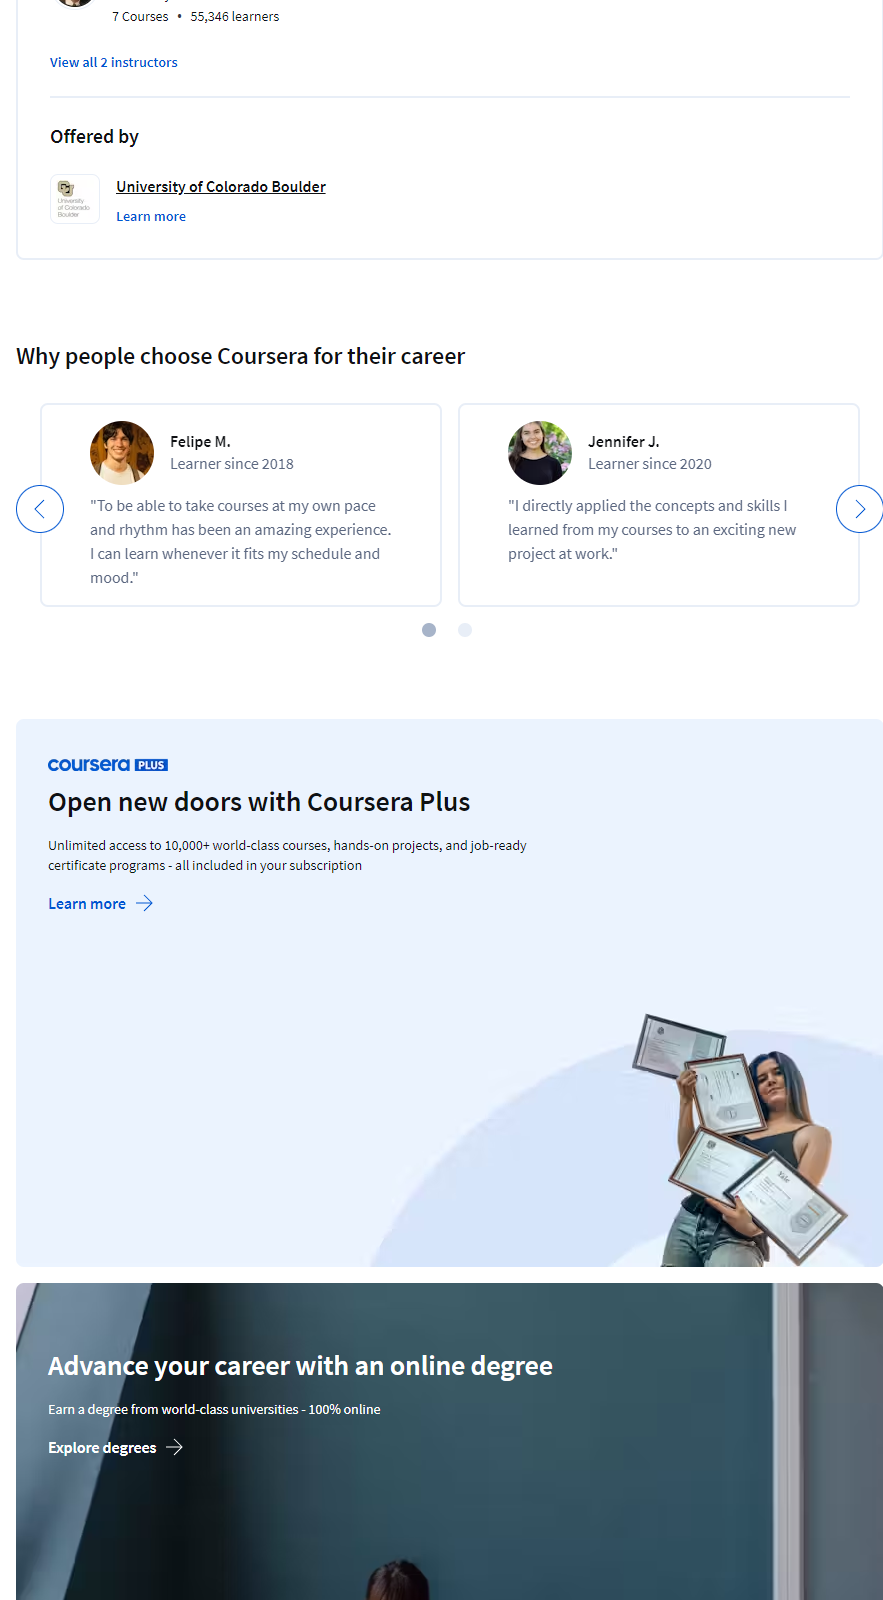 7 Courses • 55,346 learners
View all 2 instructors
Offered by
University
of Colorado
Boulder
University of Colorado Boulder
Learn more
Why people choose Coursera for their career
Felipe M.
Learner since 2018
"To be able to take courses at my own pace
and rhythm has been an amazing experience.
I can learn whenever it fits my schedule and
mood."
Jennifer J.
Learner since 2020
"I directly applied the concepts and skills I
learned from my courses to an exciting new
project at work."
coursera PLUS
Open new doors with Coursera Plus
Unlimited access to 10,000+ world-class courses, hands-on projects, and job-ready
certificate programs - all included in your subscription
Learn more
Yale
Advance your career with an online degree
Earn a degree from world-class universities - 100% online
Explore degrees